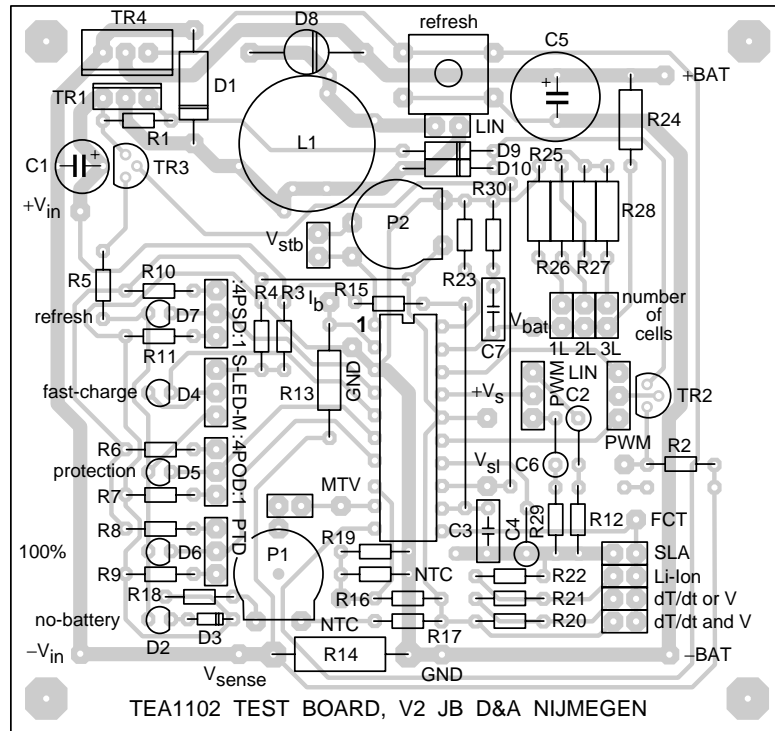 TR4
D8
refresh
C5
+
+BAT
D1
TR1
LIN
R24
R1
L1
D9
D10
C1
+
TR3
R25
R30
+Vin
P2
R28
Vstb
R26 R27
R23
R5
R10
R4 R3
Ib
R15
number of cells
refresh
D7
4PSD:1
1
Vbat
C7
1L 2L 3L
R11
GND
PWM
LIN
fast-charge
D4
S-LED-M
R13
+Vs
C2
TR2
PWM
R6
:4POD:1
R2
protection
D5
MTV
Vsl
C6
R7
R8
PTD
R19
C3
C4
R29
R12
FCT
100%
D6
P1
SLA
R9
NTC
R22
Li-Ion
R18
R16
R21
dT/dt or V
no-battery
D2
D3
NTC
R17
R20
dT/dt and V
−Vin
Vsense
R14
GND
−BAT
TEA1102 TEST BOARD, V2 JB D&A NIJMEGEN